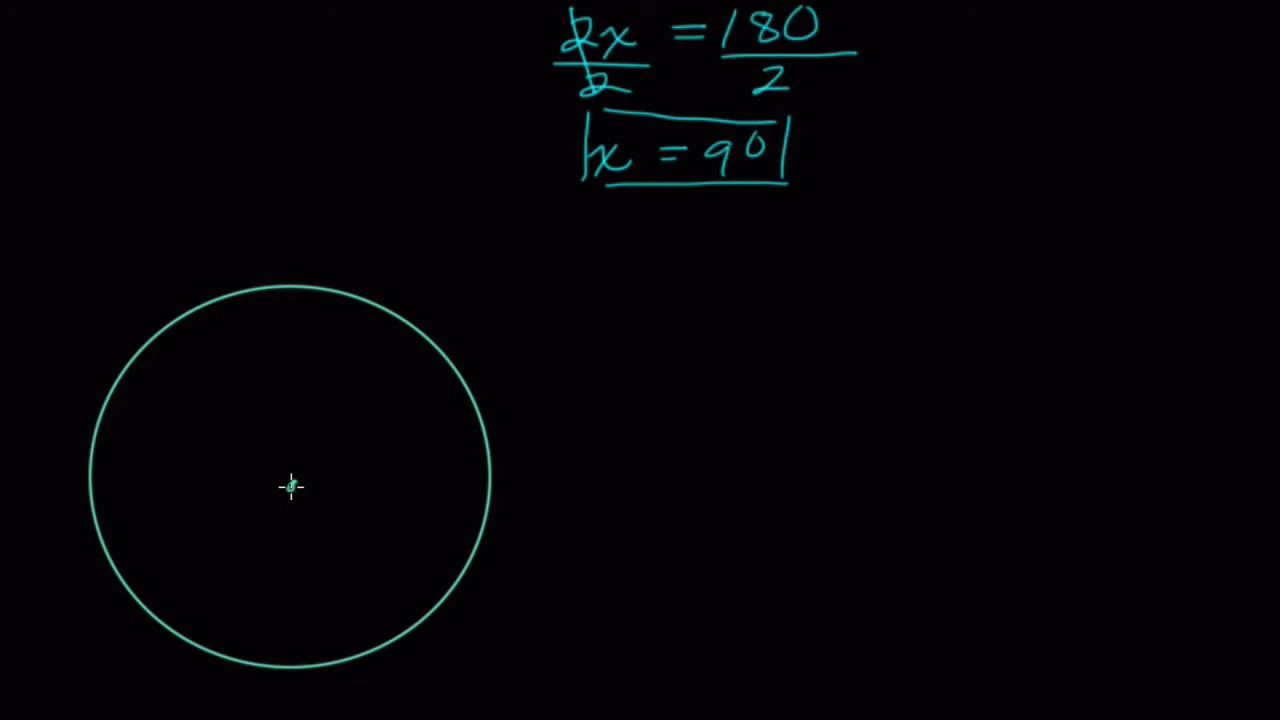 2x = 180
2 2
x = 90